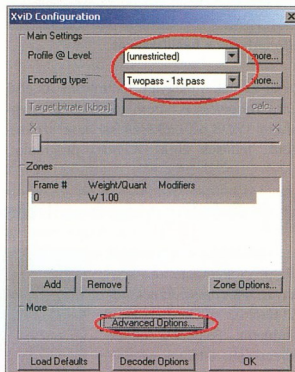 XviD Configuration
Main Settings
Profile @ Level: (unrestricted) more...
Encoding type: Twopass - 1st pass more...
Target bitrate (kbps): calc...
Zones
Frame # Weight/Quant Modifiers
0 W 1.00
Add Remove Zone Options...
More
Advanced Options...
Load Defaults Decoder Options OK